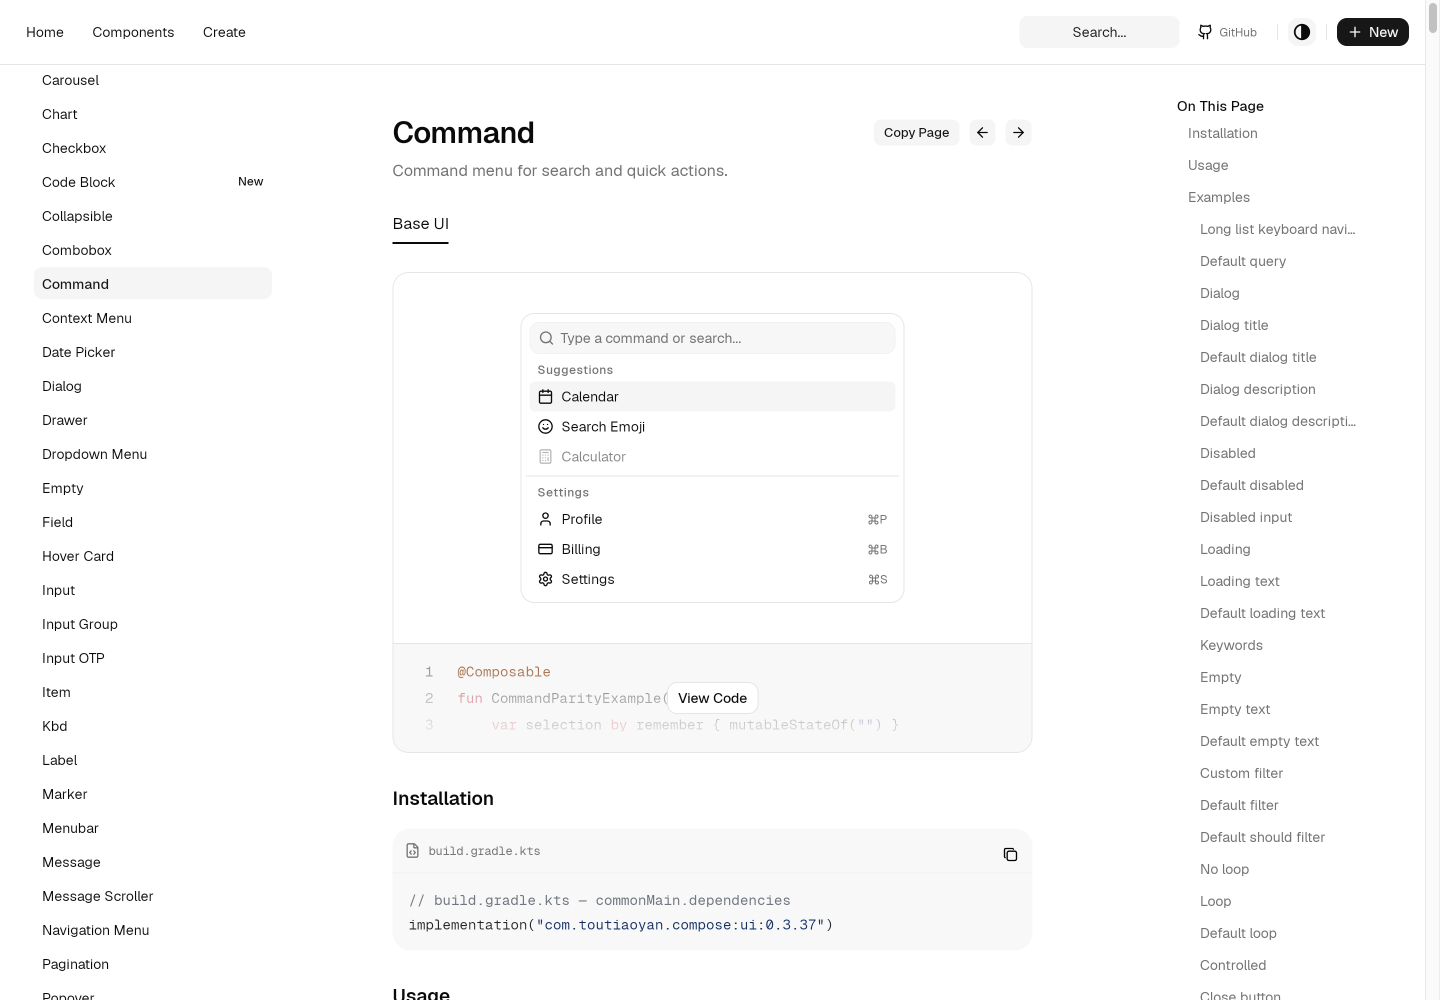 Home
Components
Create
Search...
GitHub
New
Carousel
Chart
Checkbox
Code Block New
Collapsible
Combobox
Command
Context Menu
Date Picker
Dialog
Drawer
Dropdown Menu
Empty
Field
Hover Card
Input
Input Group
Input OTP
Item
Kbd
Label
Marker
Menubar
Message
Message Scroller
Navigation Menu
Pagination
Popover
Command
Copy Page
Command menu for search and quick actions.
Base UI
Type a command or search...
Suggestions
Calendar
Search Emoji
Calculator
Settings
Profile ⌘P
Billing ⌘B
Settings ⌘S
1 @Composable
2 fun CommandParityExample(
View Code
3 var selection by remember { mutableStateOf("") }
Installation
build.gradle.kts
// build.gradle.kts — commonMain.dependencies
implementation("com.toutiaoyan.compose:ui:0.3.37")
Usage
On This Page
Installation
Usage
Examples
Long list keyboard navi...
Default query
Dialog
Dialog title
Default dialog title
Dialog description
Default dialog descripti...
Disabled
Default disabled
Disabled input
Loading
Loading text
Default loading text
Keywords
Empty
Empty text
Default empty text
Custom filter
Default filter
Default should filter
No loop
Loop
Default loop
Controlled
Close button